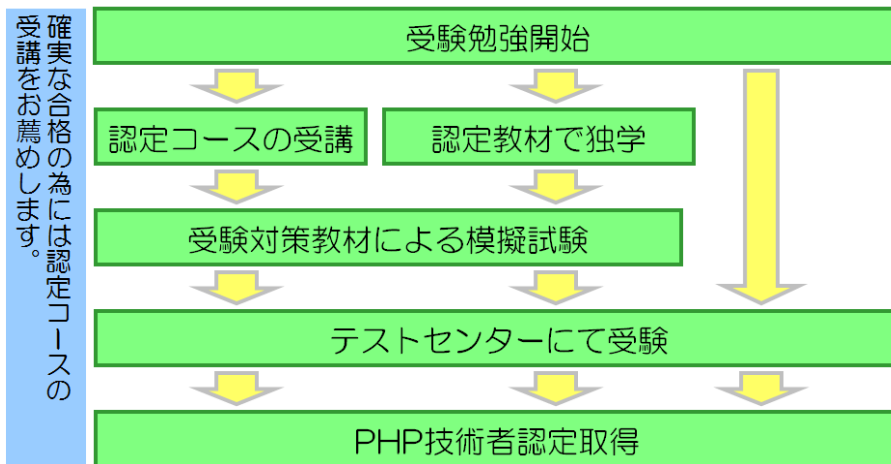 確実な合格の為には認定コースの
受講をお薦めします。
受験勉強開始
認定コースの受講
認定教材で独学
受験対策教材による模擬試験
テストセンターにて受験
PHP技術者認定取得